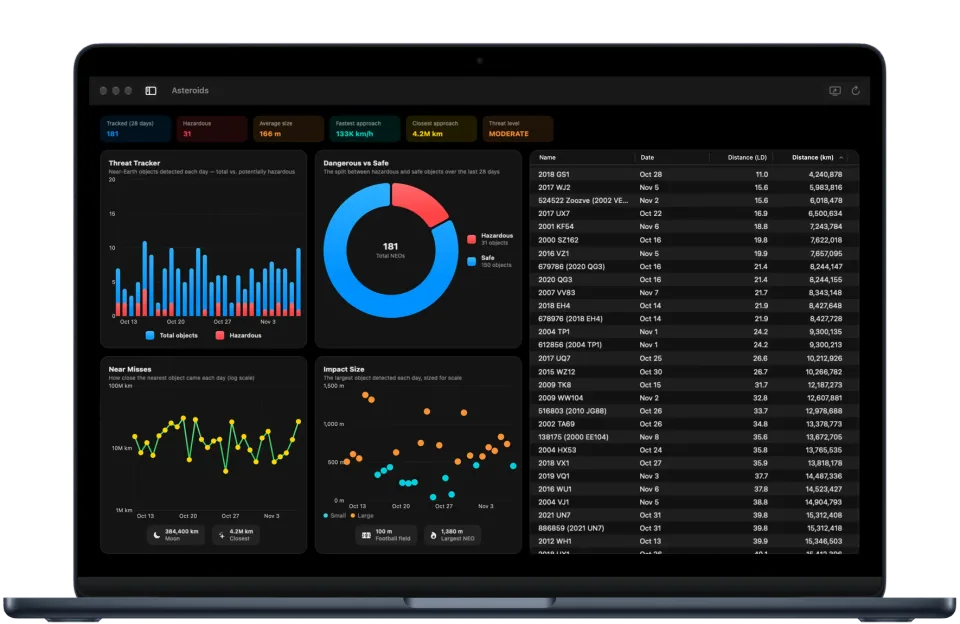 Asteroids
Tracked (28 days)
181
Hazardous
31
Average size
166 m
Fastest approach
133K km/h
Closest approach
4.2M km
Threat level
MODERATE
Threat Tracker
Near-Earth objects detected each day — total vs. potentially hazardous
20
15
10
5
0
Oct 13 Oct 20 Oct 27 Nov 3
Total objects Hazardous
Dangerous vs Safe
The split between hazardous and safe objects over the last 28 days
181
Total NEOs
Hazardous
31 objects
Safe
150 objects
Near Misses
How close the nearest object came each day (log scale)
100M km
10M km
1M km
Oct 13 Oct 20 Oct 27 Nov 3
384,400 km
Moon
4.2M km
Closest
Impact Size
The largest object detected each day, sized for scale
1,500 m
1,000 m
500 m
0 m
Oct 13 Oct 20 Oct 27 Nov 3
Small Large
100 m
Football field
1,380 m
Largest NEO
Name Date Distance (LD) Distance (km)
2018 GS1 Oct 28 11.0 4,240,878
2017 WJ2 Nov 5 15.6 5,983,816
524522 Zoozve (2002 VE... Nov 2 15.6 6,018,478
2017 UX7 Oct 22 16.9 6,500,634
2001 KF54 Nov 6 18.8 7,243,784
2000 SZ162 Oct 16 19.8 7,622,018
2016 VZ1 Nov 5 19.9 7,657,095
679786 (2020 QG3) Oct 16 21.4 8,244,147
2020 QG3 Oct 16 21.4 8,244,155
2007 VB83 Nov 7 21.7 8,343,148
2018 EH4 Oct 14 21.9 8,427,648
678976 (2018 EH4) Oct 14 21.9 8,427,728
2004 TP1 Nov 1 24.2 9,300,135
612856 (2004 TP1) Nov 1 24.2 9,300,213
2017 UQ7 Oct 25 26.6 10,212,926
2015 WZ12 Oct 30 26.7 10,266,782
2009 TK8 Oct 15 31.7 12,187,273
2009 WW104 Nov 2 32.8 12,607,881
516803 (2010 JG88) Oct 26 33.7 12,978,688
2002 TA69 Oct 26 34.8 13,378,773
138175 (2000 EE104) Nov 8 35.6 13,672,705
2004 HX53 Oct 24 35.8 13,765,535
2018 VX1 Oct 27 35.9 13,818,178
2019 VQ1 Nov 3 37.7 14,487,336
2016 WU1 Nov 6 37.8 14,523,427
2004 VJ1 Nov 5 38.8 14,904,793
2021 UN7 Oct 31 39.8 15,312,408
886859 (2021 UN7) Oct 31 39.8 15,312,418
2012 WH1 Oct 13 39.9 15,346,503